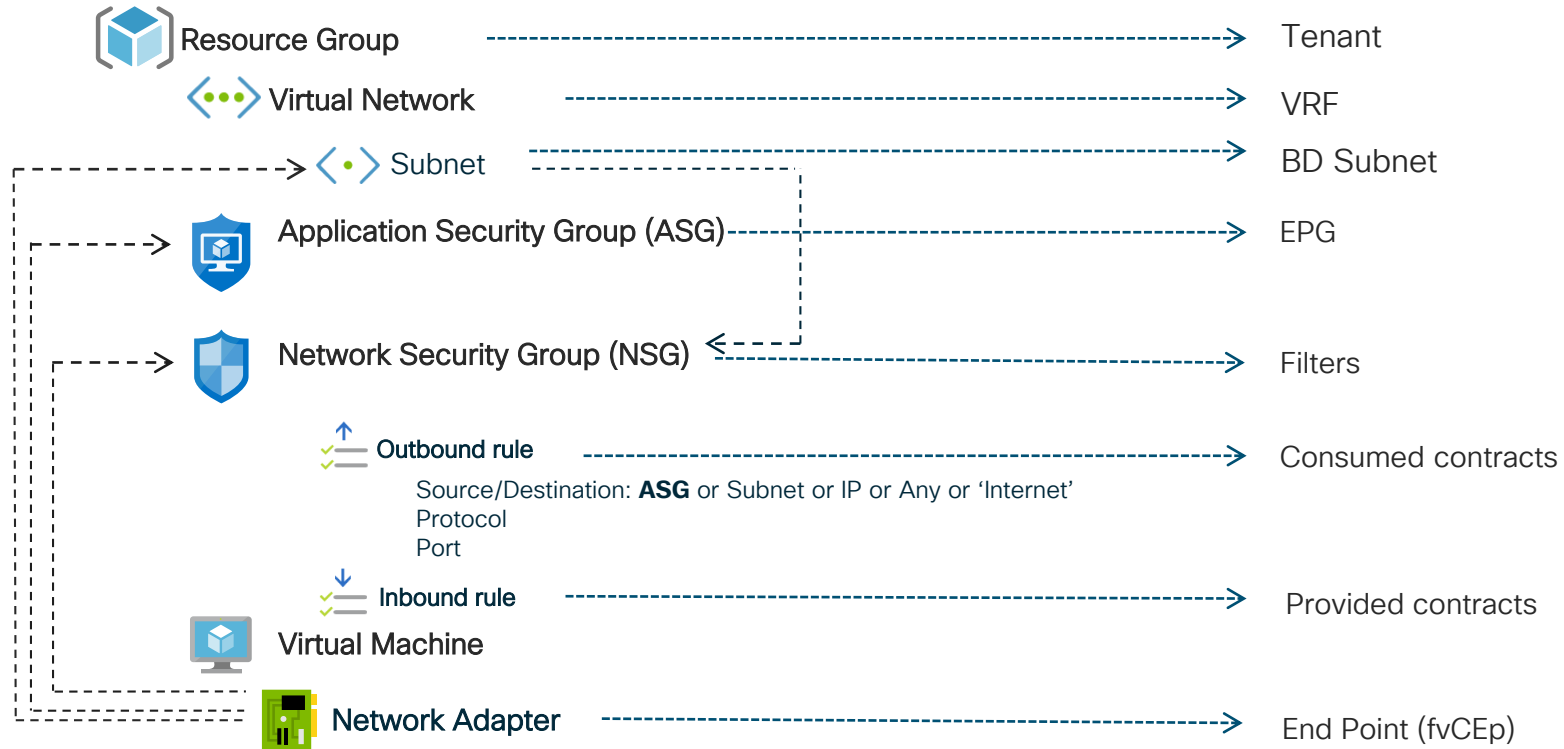 Resource Group
Tenant
Virtual Network
VRF
Subnet
BD Subnet
Application Security Group (ASG)
EPG
Network Security Group (NSG)
Filters
Outbound rule
Consumed contracts
Source/Destination: ASG or Subnet or IP or Any or ‘Internet’
Protocol
Port
Inbound rule
Provided contracts
Virtual Machine
Network Adapter
End Point (fvCEp)